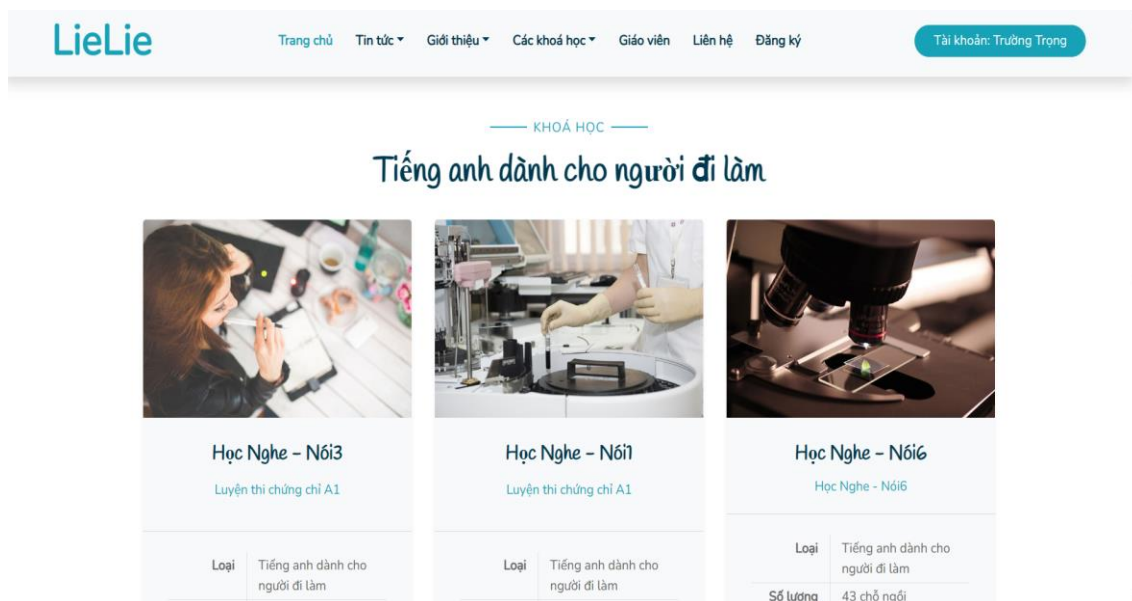 LieLie
Trang chủ Tin tức Giới thiệu Các khoá học Giáo viên Liên hệ Đăng ký
Tài khoản: Trường Trọng
KHOÁ HỌC
Tiếng anh dành cho người đi làm
Học Nghe - Nói3
Luyện thi chứng chỉ A1
Loại Tiếng anh dành cho
người đi làm
Học Nghe - Nói1
Luyện thi chứng chỉ A1
Loại Tiếng anh dành cho
người đi làm
Học Nghe - Nói6
Học Nghe - Nói6
Loại Tiếng anh dành cho
người đi làm
Số lượng 43 chỗ ngồi